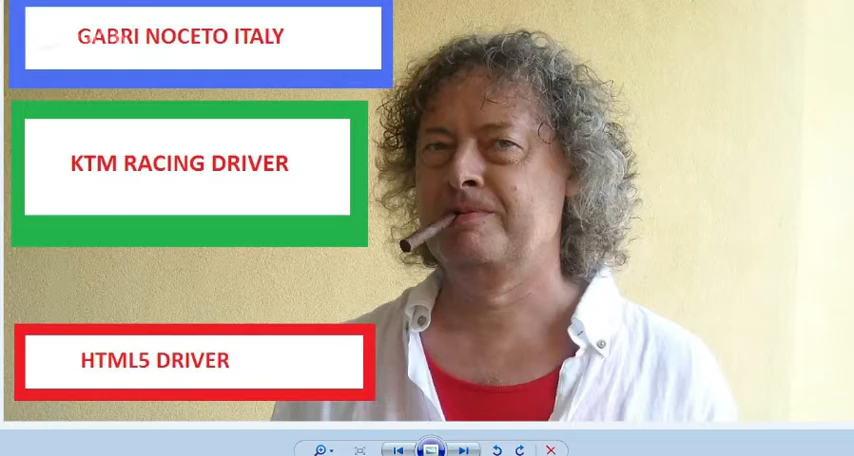 GABRI NOCETO ITALY
KTM RACING DRIVER
HTML5 DRIVER